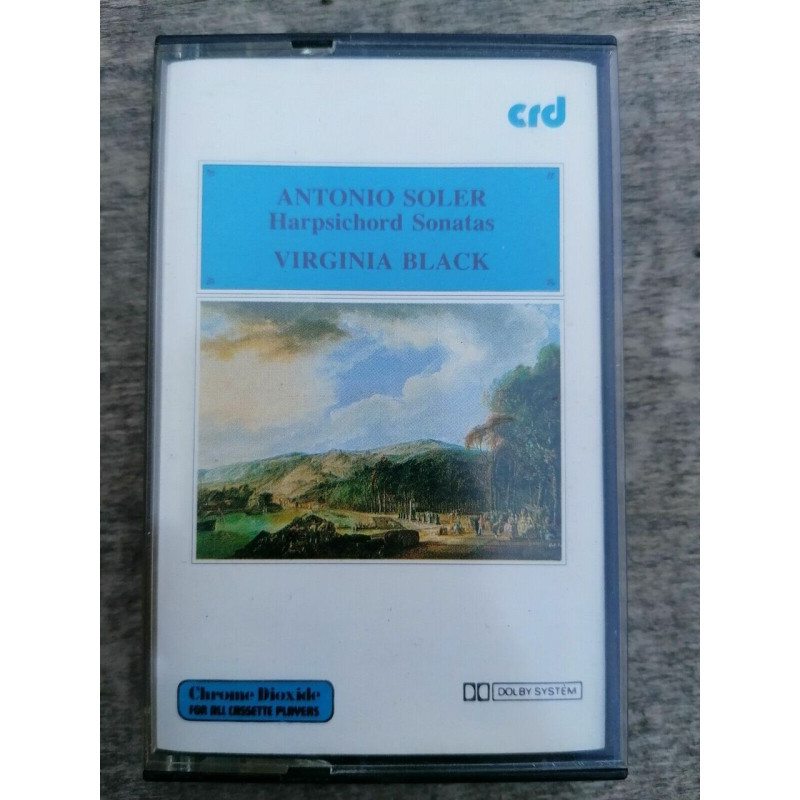 crd
ANTONIO SOLER
Harpsichord Sonatas
VIRGINIA BLACK
Chrome Dioxide
FOR ALL CASSETTE PLAYERS
DOLBY SYSTEM